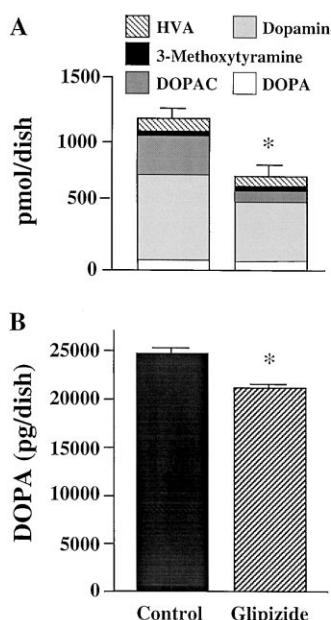 A
HVA Dopamin
3-Methoxytyramine
DOPAC DOPA
1500
1000
500
0
pmol/dish
*
B
25000
20000
15000
10000
5000
0
DOPA (pg/dish)
*
Control Glipizide